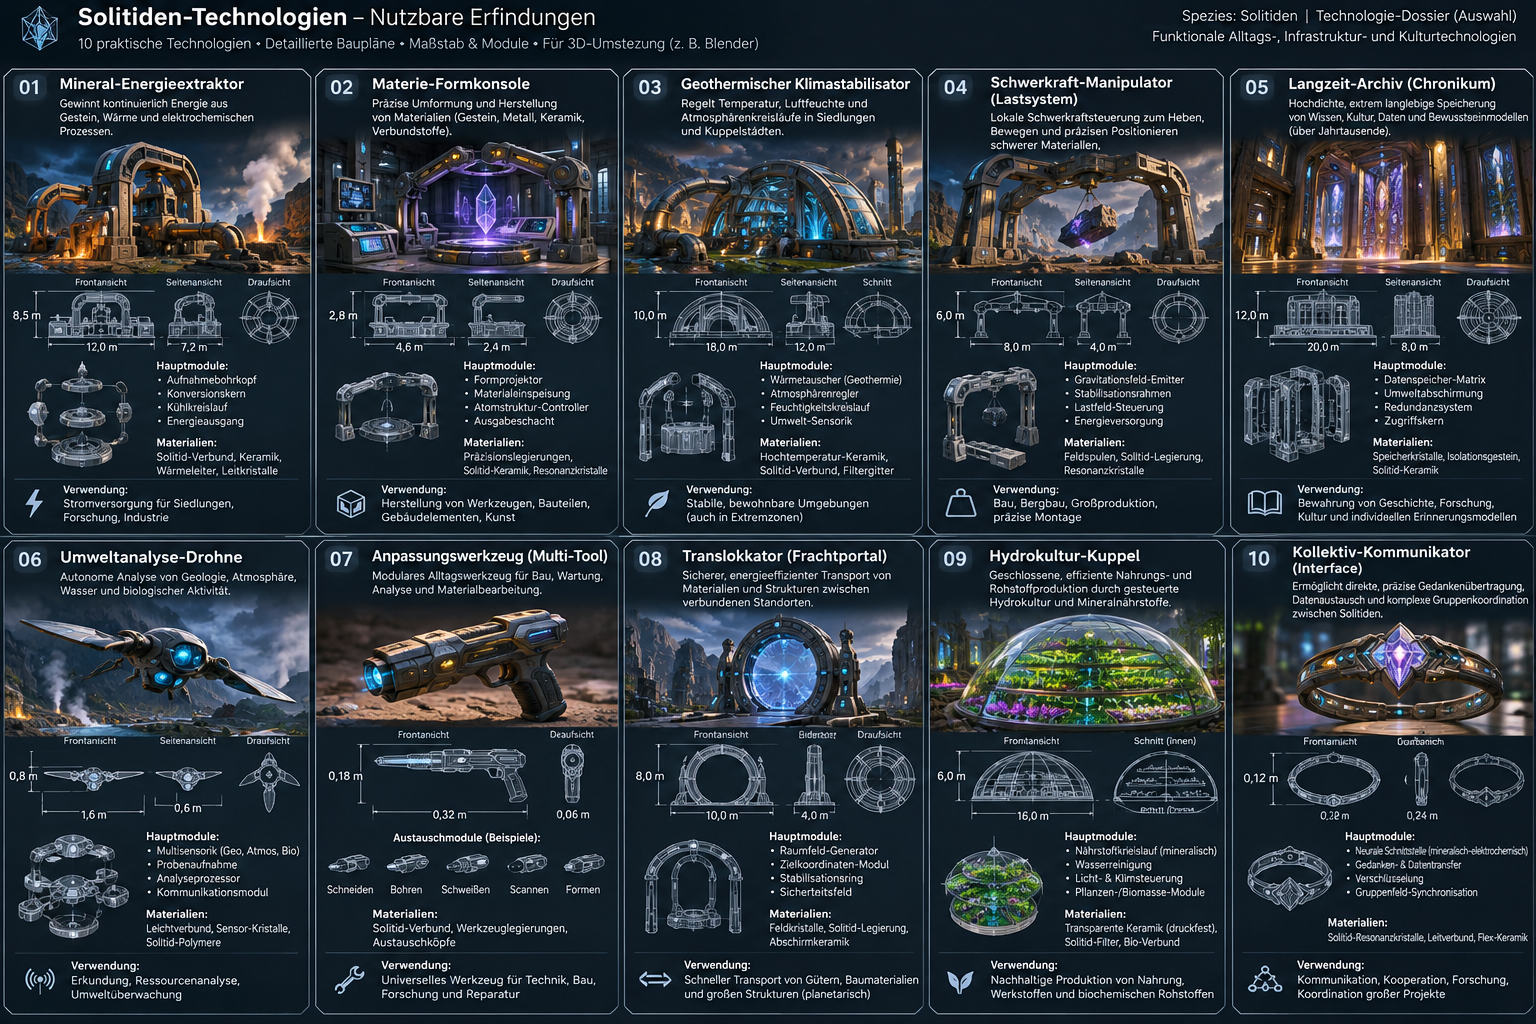 Solitiden-Technologien – Nutzbare Erfindungen
10 praktische Technologien • Detaillierte Baupläne • Maßstab & Module • Für 3D-Umstezung (z. B. Blender)
Spezies: Solitiden | Technologie-Dossier (Auswahl)
Funktionale Alltags-, Infrastruktur- und Kulturtechnologien
01 Mineral-Energieextraktor
Gewinnt kontinuierlich Energie aus
Gestein, Wärme und elektrochemischen
Prozessen.
Frontansicht Seitenansicht Draufsicht
8,5 m
12,0 m 7,2 m
Hauptmodule:
• Aufnahmebohrkopf
• Konversionskern
• Kühlkreislauf
• Energieausgang
Materialien:
Solitid-Verbund, Keramik,
Wärmeleiter, Leitkristalle
Verwendung:
Stromversorgung für Siedlungen,
Forschung, Industrie
02 Materie-Formkonsole
Präzise Umformung und Herstellung
von Materialien (Gestein, Metall, Keramik,
Verbundstoffe).
Frontansicht Seitenansicht Draufsicht
2,8 m
4,6 m 2,4 m
Hauptmodule:
• Formprojektor
• Materialeinspeisung
• Atomstruktur-Controller
• Ausgabeschacht
Materialien:
Präzisionslegierungen,
Solitid-Keramik, Resonanzkristalle
Verwendung:
Herstellung von Werkzeugen, Bauteilen,
Gebäudelementen, Kunst
03 Geothermischer Klimastabilisator
Regelt Temperatur, Luftfeuchte und
Atmosphärenkreisläufe in Siedlungen
und Kuppelstädten.
Frontansicht Seitenansicht Schnitt
10,0 m
18,0 m 12,0 m
Hauptmodule:
• Wärmetauscher (Geothermie)
• Atmosphärenregler
• Feuchtigkeitskreislauf
• Umwelt-Sensorik
Materialien:
Hochtemperatur-Keramik,
Solitid-Verbund, Filtergitter
Verwendung:
Stabile, bewohnbare Umgebungen
(auch in Extremzonen)
04 Schwerkraft-Manipulator
(Lastsystem)
Lokale Schwerkraftsteuerung zum Heben,
Bewegen und präzisen Positionieren
schwerer Materiallen,
Frontansicht Seitenansicht Draufsicht
6,0 m
8,0 m 4,0 m
Hauptmodule:
• Gravitationsfeld-Emitter
• Stabilisationsrahmen
• Lastfeld-Steuerung
• Energieversorgung
Materialien:
Feldspulen, Solitid-Legierung,
Resonanzkristalle
Verwendung:
Bau, Bergbau, Großproduktion,
präzise Montage
05 Langzeit-Archiv (Chronikum)
Hochdichte, extrem langlebige Speicherung
von Wissen, Kultur, Daten und Bewusstseinmodellen
(über Jahrtausende).
Frontansicht Seitenansicht Draufsicht
12,0 m
20,0 m 8,0 m
Hauptmodule:
• Datenspeicher-Matrix
• Umweltabschirmung
• Redundanzsystem
• Zugriffskern
Materialien:
Speicherkristalle, Isolationsgestein,
Solitid-Keramik
Verwendung:
Bewahrung von Geschichte, Forschung,
Kultur und individuellen Erinnerungsmodellen
06 Umweltanalyse-Drohne
Autonome Analyse von Geologie, Atmosphäre,
Wasser und biologischer Aktivität.
Frontansicht Seitenansicht Draufsicht
0,8 m
1,6 m 0,6 m
Hauptmodule:
• Multisensorik (Geo, Atmos, Bio)
• Probenaufnahme
• Analyseprozessor
• Kommunikationsmodul
Materialien:
Leichtverbund, Sensor-Kristalle,
Solitid-Polymere
Verwendung:
Erkundung, Ressourcenanalyse,
Umweltüberwachung
07 Anpassungswerkzeug (Multi-Tool)
Modulares Alltagswerkzeug für Bau, Wartung,
Analyse und Materialbearbeitung.
Frontansicht Deaufsicht
0,18 m
0,32 m 0,06 m
Austauschmodule (Beispiele):
Schneiden Bohren Schweißen Scannen Formen
Materialien:
Solitid-Verbund, Werkzeuglegierungen,
Austauschköpfe
Verwendung:
Universelles Werkzeug für Technik, Bau,
Forschung und Reparatur
08 Translokkator (Frachtportal)
Sicherer, energieeffizienter Transport von
Materialien und Strukturen zwischen
verbundenen Standorten.
Frontansicht Draufsicht
8,0 m
10,0 m 4,0 m
Hauptmodule:
• Raumfeld-Generator
• Zielkoordinaten-Modul
• Stabilisationsring
• Sicherteitsfeld
Materialien:
Feldkristalle, Solitid-Legierung,
Abschirmkeramik
Verwendung:
Schneller Transport von Gütern, Baumaterialien
und großen Strukturen (planetarisch)
09 Hydrokultur-Kuppel
Geschlossene, effiziente Nahrungs- und
Rohstoffproduktion durch gesteuerte
Hydrokultur und Mineralnährstoffe.
Frontansicht Schnitt (innen)
6,0 m
16,0 m
Hauptmodule:
• Nährstoffkreislauf (mineralisch)
• Wasserreinigung
• Licht- & Klimsteuerung
• Pflanzen-/Biomasse-Module
Materialien:
Transparente Keramik (druckfest),
Solitid-Filter, Bio-Verbund
Verwendung:
Nachhaltige Produktion von Nahrung,
Werkstoffen und biochemischen Rohstoffen
10 Kollektiv-Kommunikator
(Interface)
Ermöglicht direkte, präzise Gedankenübertragung,
Datenaustausch und komplexe Gruppenkoordination
zwischen Solitiden.
Frontansicht
0,12 m
0,24 m
Hauptmodule:
• Neurale Schnittstelle (mineralisch-elektrochemisch)
• Gedanken- & Datentransfer
• Verschlüsselung
• Gruppenfeld-Synchronisation
Materialien:
Solitid-Resonanzkristalle, Leitverbund, Flex-Keramik
Verwendung:
Kommunikation, Kooperation, Forschung,
Koordination großer Projekte